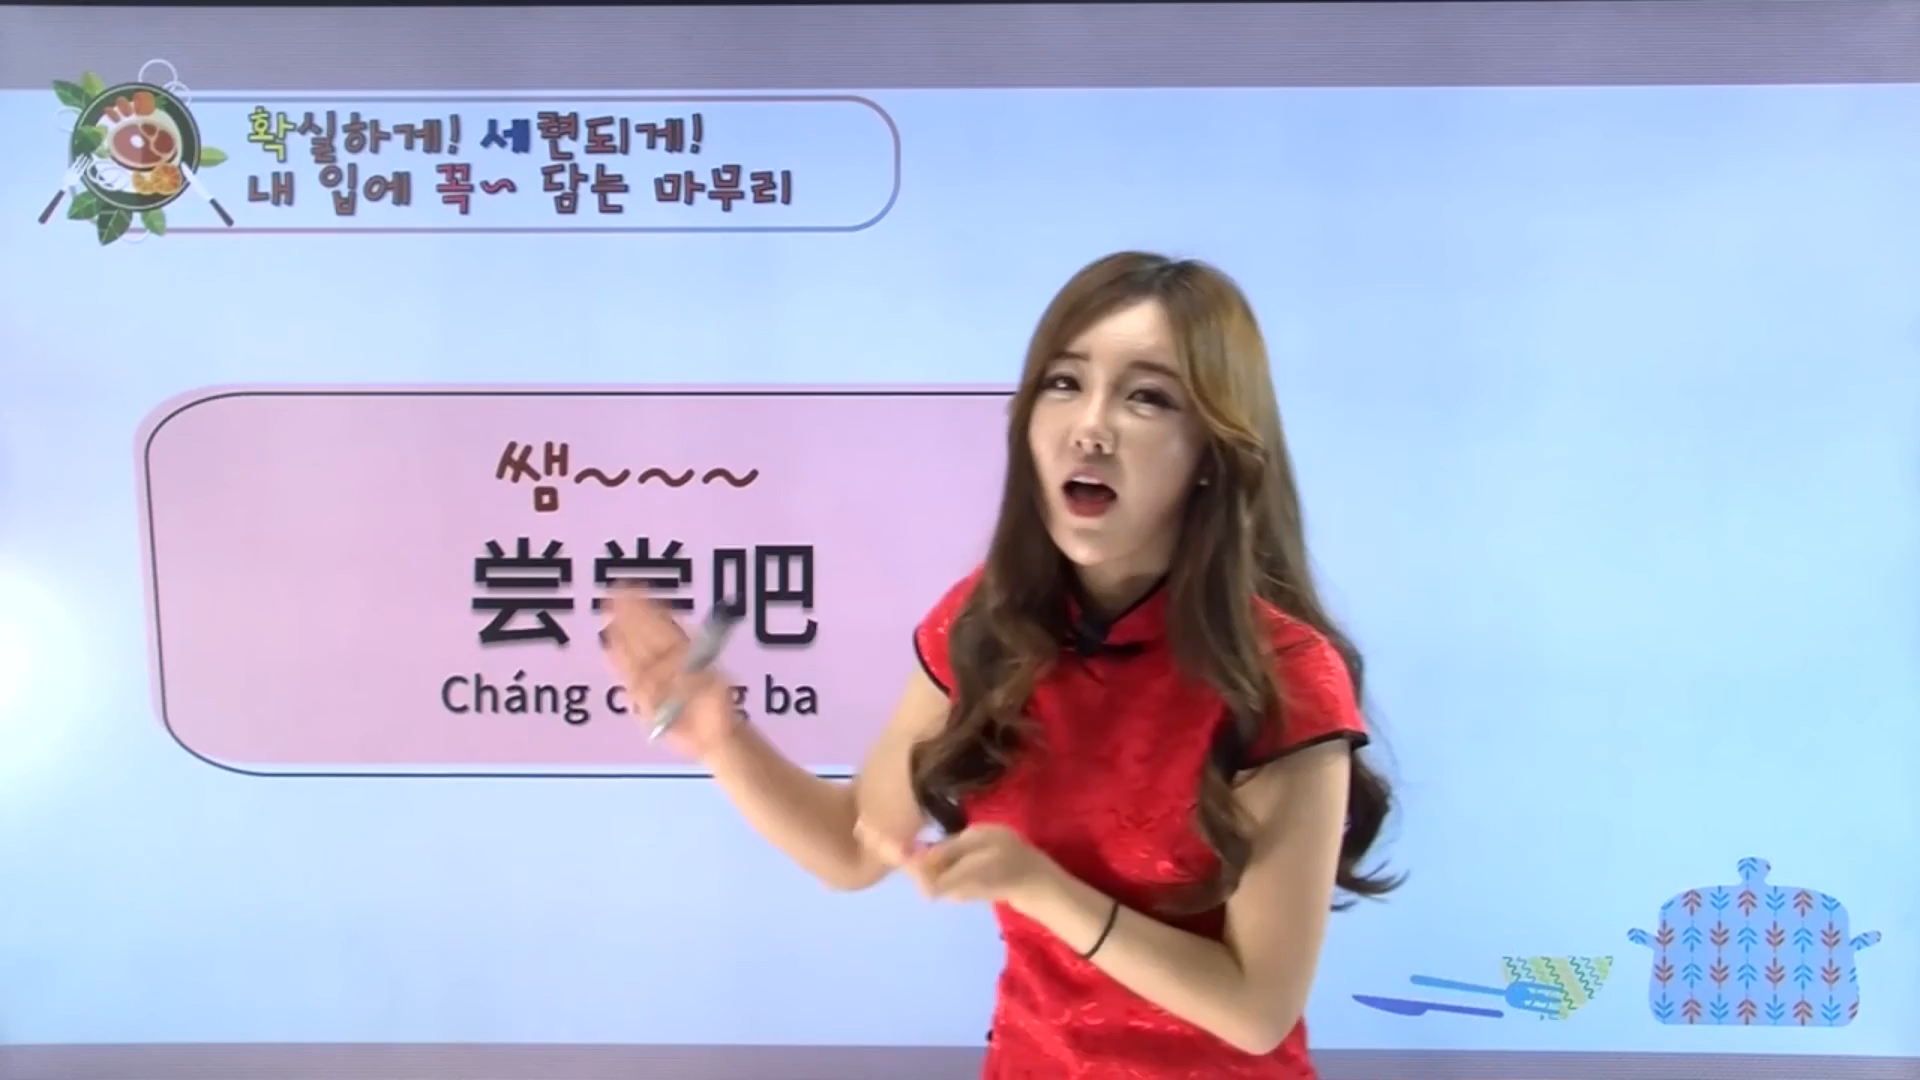 확실하게! 세련되게!
내 입에 꼭~ 담는 마무리
쌤~~~
尝尝吧
Cháng ba